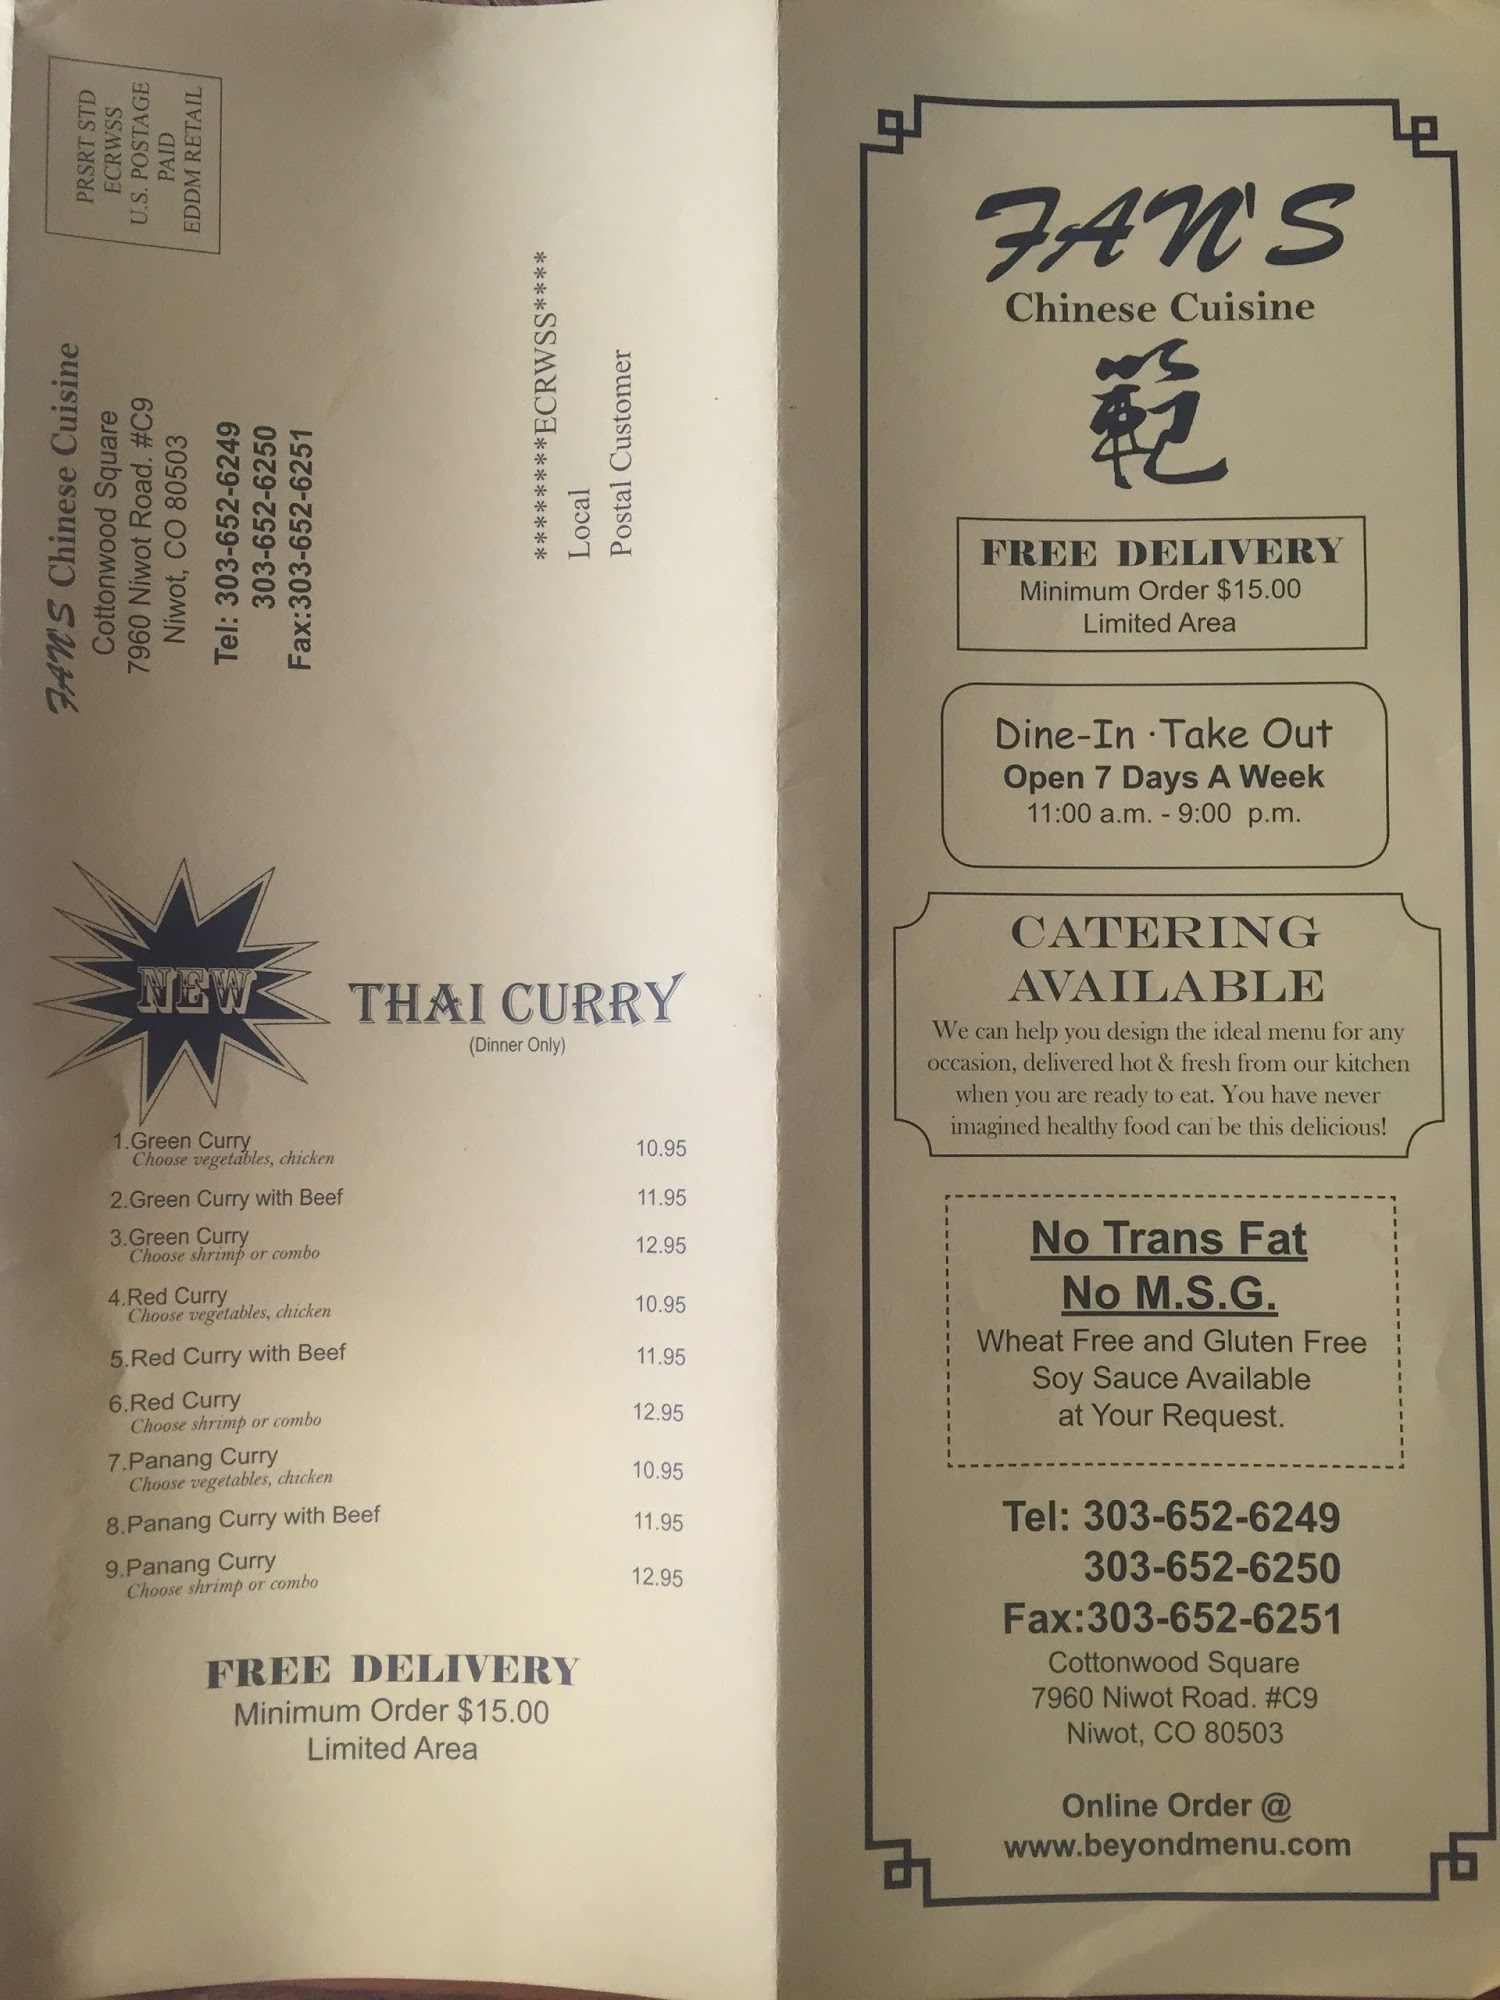 PRSRT STD
ECRWSS
U.S. POSTAGE
PAID
EDDM RETAIL
FAN'S Chinese Cuisine
Cottonwood Square
7960 Niwot Road. #C9
Niwot, CO 80503
Tel: 303-652-6249
303-652-6250
Fax:303-652-6251
*********ECRWSS****
Local
Postal Customer
NEW
THAI CURRY
(Dinner Only)
1.Green Curry 10.95
Choose vegetables, chicken
2.Green Curry with Beef 11.95
3.Green Curry 12.95
Choose shrimp or combo
4.Red Curry 10.95
Choose vegetables, chicken
5.Red Curry with Beef 11.95
6.Red Curry 12.95
Choose shrimp or combo
7.Panang Curry 10.95
Choose vegetables, chicken
8.Panang Curry with Beef 11.95
9.Panang Curry 12.95
Choose shrimp or combo
FREE DELIVERY
Minimum Order $15.00
Limited Area
FAN'S
Chinese Cuisine
範
FREE DELIVERY
Minimum Order $15.00
Limited Area
Dine-In ·Take Out
Open 7 Days A Week
11:00 a.m. - 9:00 p.m.
CATERING
AVAILABLE
We can help you design the ideal menu for any
occasion, delivered hot & fresh from our kitchen
when you are ready to eat. You have never
imagined healthy food can be this delicious!
No Trans Fat
No M.S.G.
Wheat Free and Gluten Free
Soy Sauce Available
at Your Request.
Tel: 303-652-6249
303-652-6250
Fax:303-652-6251
Cottonwood Square
7960 Niwot Road. #C9
Niwot, CO 80503
Online Order @
www.beyondmenu.com